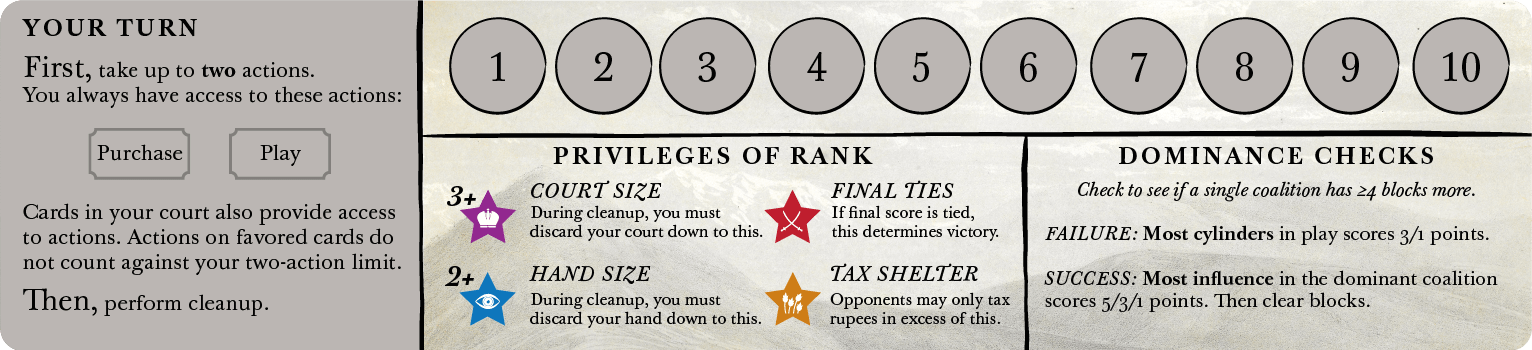 YOUR TURN
First, take up to two actions.
You always have access to these actions:
Purchase
Play
Cards in your court also provide access
to actions. Actions on favored cards do
not count against your two-action limit.
Then, perform cleanup.
1 2 3 4 5 6 7 8 9 10
PRIVILEGES OF RANK
3+
COURT SIZE
During cleanup, you must
discard your court down to this.
FINAL TIES
If final score is tied,
this determines victory.
2+
HAND SIZE
During cleanup, you must
discard your hand down to this.
TAX SHELTER
Opponents may only tax
rupees in excess of this.
DOMINANCE CHECKS
Check to see if a single coalition has ≥4 blocks more.
FAILURE: Most cylinders in play scores 3/1 points.
SUCCESS: Most influence in the dominant coalition
scores 5/3/1 points. Then clear blocks.